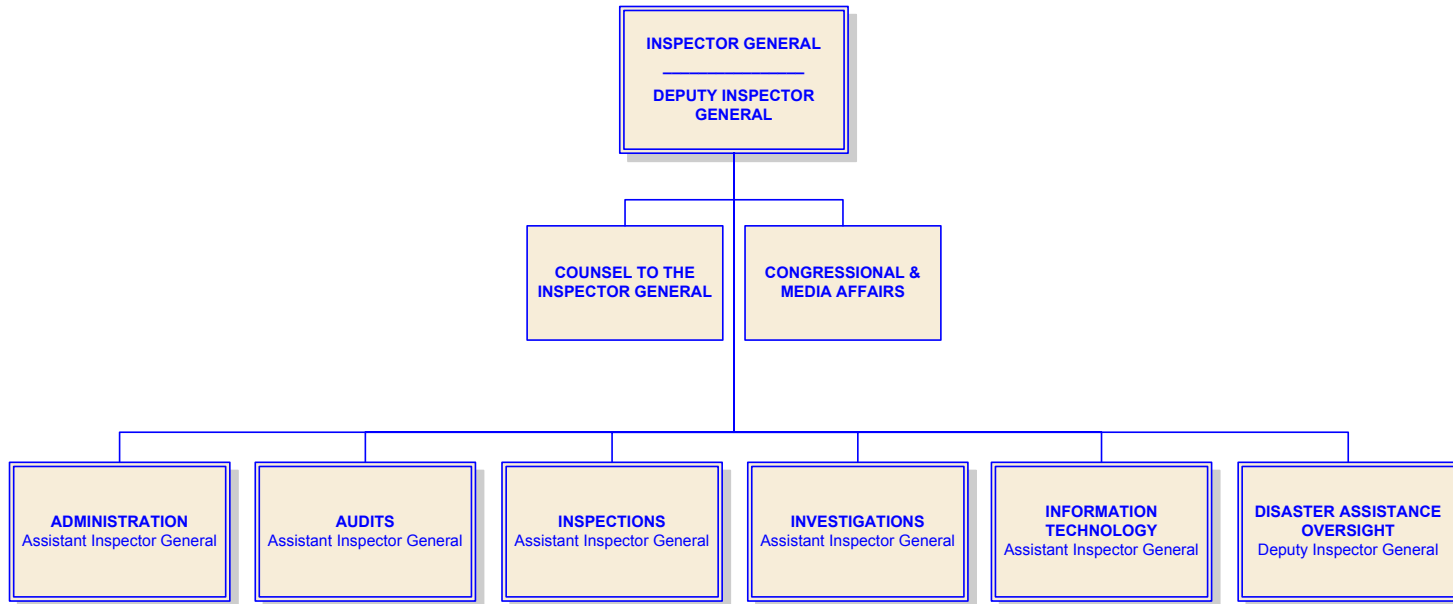 INSPECTOR GENERAL
DEPUTY INSPECTOR
GENERAL
COUNSEL TO THE
INSPECTOR GENERAL
CONGRESSIONAL &
MEDIA AFFAIRS
ADMINISTRATION
Assistant Inspector General
AUDITS
Assistant Inspector General
INSPECTIONS
Assistant Inspector General
INVESTIGATIONS
Assistant Inspector General
INFORMATION
TECHNOLOGY
Assistant Inspector General
DISASTER ASSISTANCE
OVERSIGHT
Deputy Inspector General